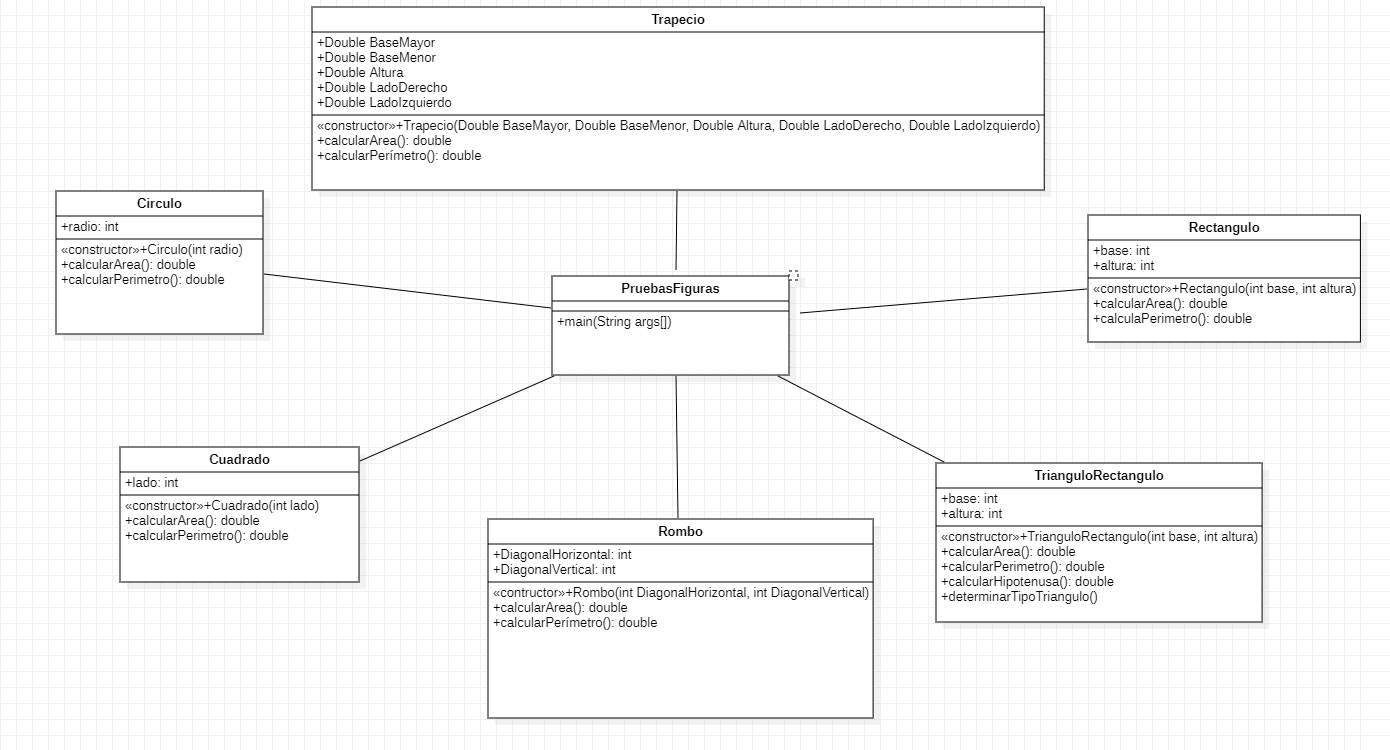 Trapecio
+Double BaseMayor
+Double BaseMenor
+Double Altura
+Double LadoDerecho
+Double LadoIzquierdo
«constructor»+Trapecio(Double BaseMayor, Double BaseMenor, Double Altura, Double LadoDerecho, Double LadoIzquierdo)
+calcularArea(): double
+calcularPerímetro(): double
Circulo
+radio: int
«constructor»+Circulo(int radio)
+calcularArea(): double
+calcularPerimetro(): double
Rectangulo
+base: int
+altura: int
«constructor»+Rectangulo(int base, int altura)
+calcularArea(): double
+calculaPerimetro(): double
PruebasFiguras
+main(String args[])
Cuadrado
+lado: int
«constructor»+Cuadrado(int lado)
+calcularArea(): double
+calcularPerimetro(): double
Rombo
+DiagonalHorizontal: int
+DiagonalVertical: int
«contructor»+Rombo(int DiagonalHorizontal, int DiagonalVertical)
+calcularArea(): double
+calcularPerímetro(): double
TrianguloRectangulo
+base: int
+altura: int
«constructor»+TrianguloRectangulo(int base, int altura)
+calcularArea(): double
+calcularPerimetro(): double
+calcularHipotenusa(): double
+determinarTipoTriangulo()